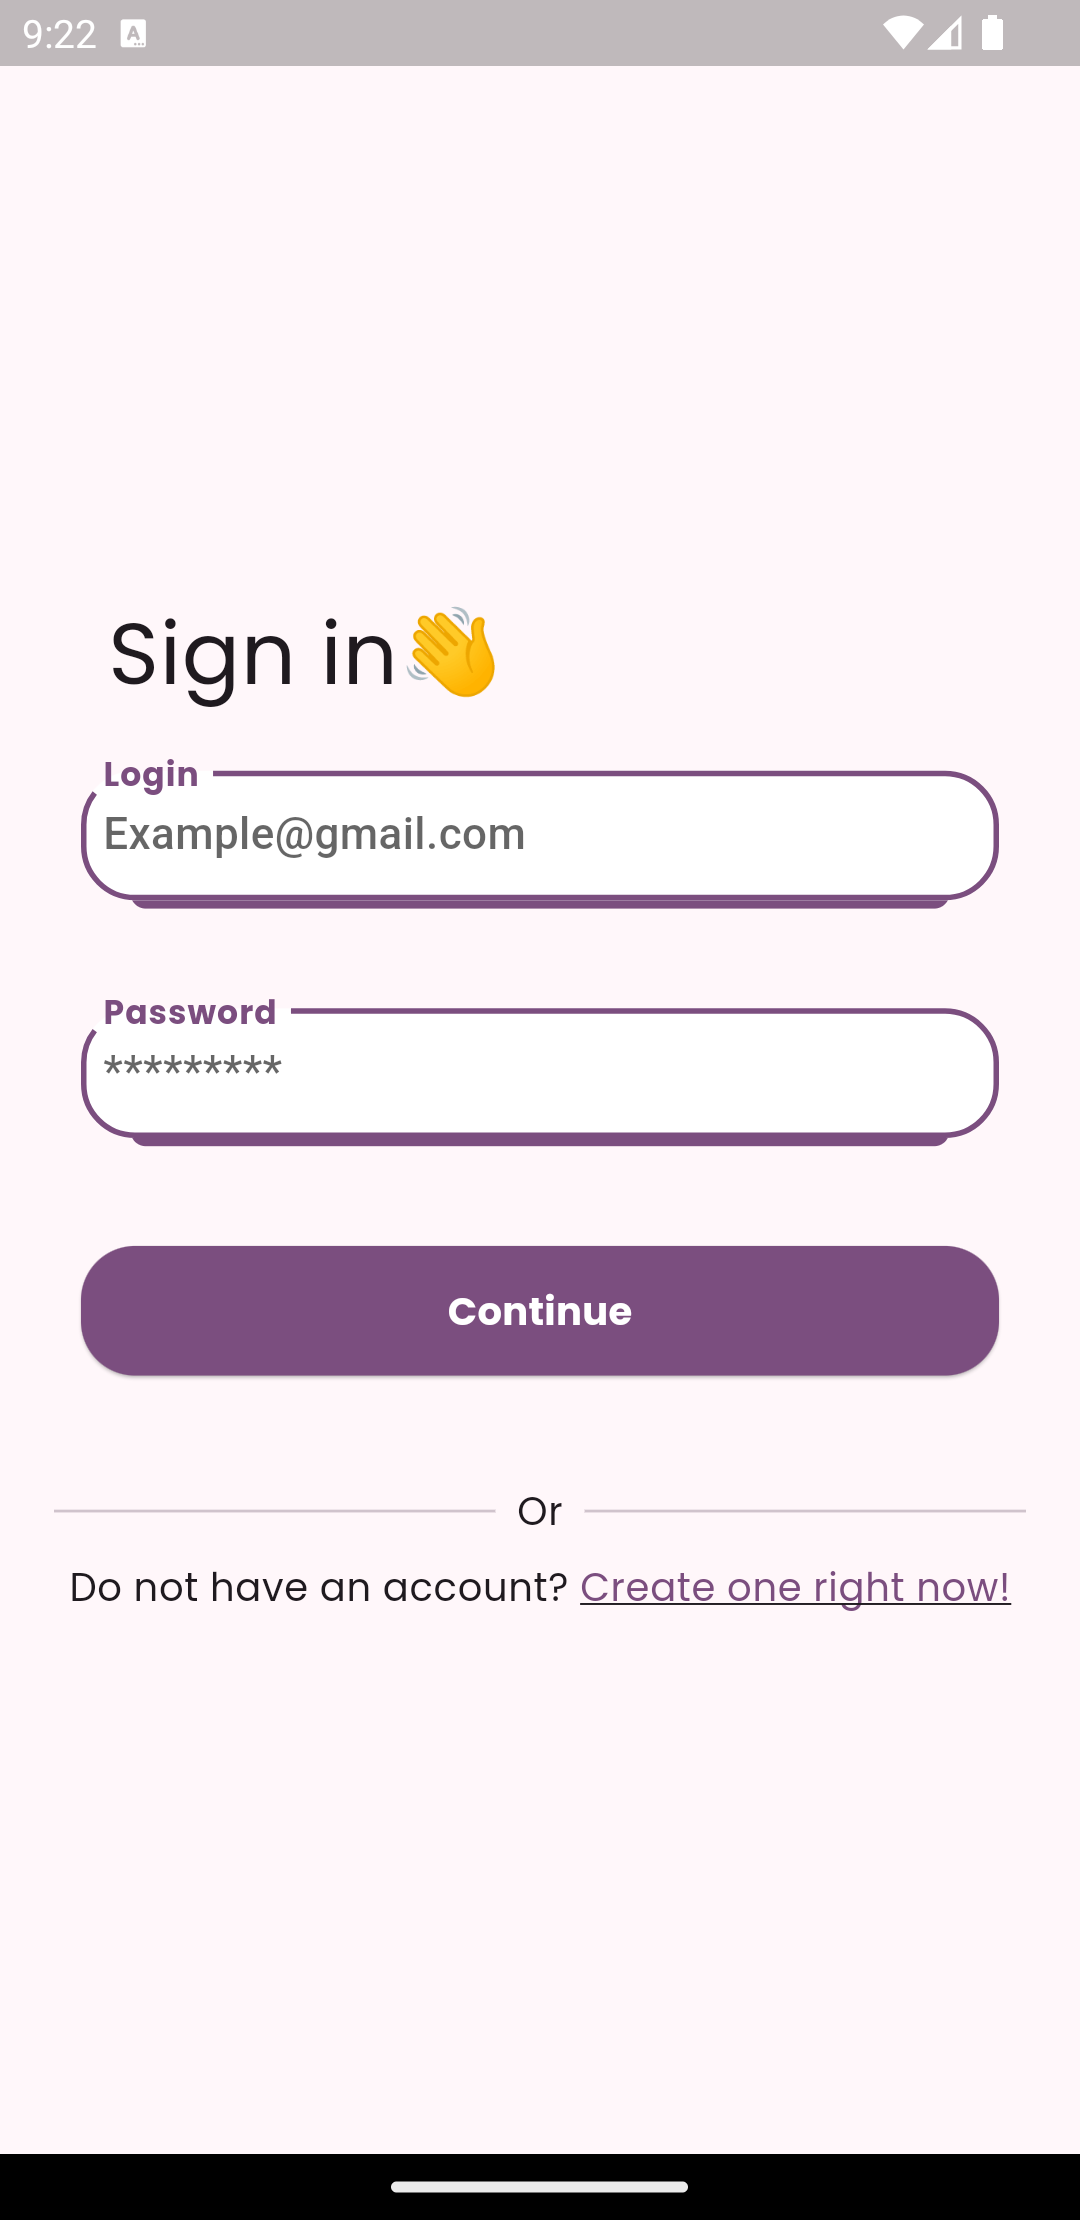 9:22
Sign in👋
Login
Example@gmail.com
Password
*********
Continue
Or
Do not have an account? Create one right now!